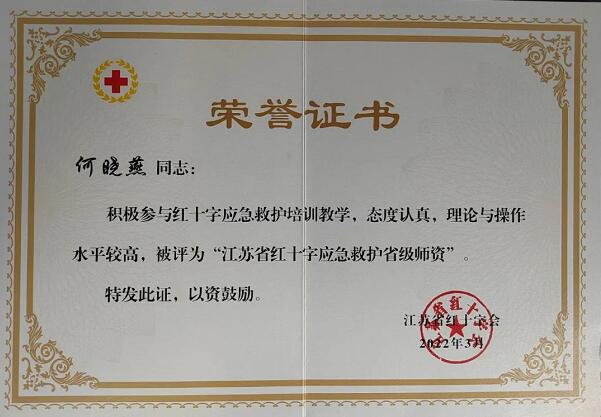 荣誉证书
何晓燕 同志：
积极参与红十字应急救护培训教学，态度认真，理论与操作
水平较高，被评为“江苏省红十字应急救护省级师资”。
特发此证，以资鼓励。
江苏省红十字会
2022年3月